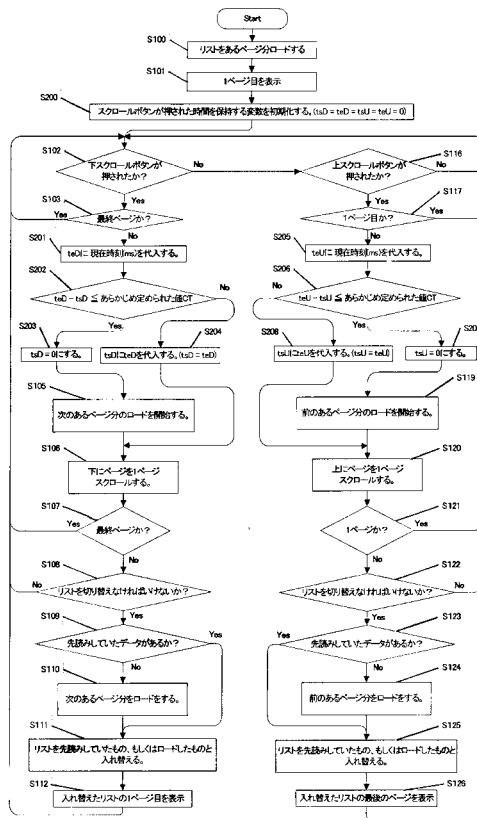 Start
S100
リストをあるページ分ロードする
S101
1ページ目を表示
S200
スクロールボタンが押された時間を保持する変数を初期化する。(tsD = teD = tsU = teU = 0)
S102
下スクロールボタンが
押されたか?
No
Yes
S116
上スクロールボタンが
押されたか?
No
Yes
S103
最終ページか?
Yes
No
S117
1ページ目か?
Yes
No
S201
teDに現在時刻(ms)を代入する。
S205
teUに現在時刻(ms)を代入する。
S202
teD − tsD ≦ あらかじめ定められた値CT
No
Yes
S206
teU − tsU ≦ あらかじめ定められた値CT
No
Yes
S203
tsD = 0にする。
S204
tsDにteDを代入する。(tsD = teD)
S208
tsUにteUを代入する。(tsU = teU)
S20
tsU = 0にする。
S105
次のあるページ分のロードを開始する。
S119
前のあるページ分のロードを開始する。
S106
下にページを1ページ
スクロールする。
S120
上にページを1ページ
スクロールする。
S107
最終ページか?
Yes
No
S121
1ページか?
Yes
No
S108
リストを切り替えなければいけないか?
No
Yes
S122
リストを切り替えなければいけないか?
No
Yes
S109
先読みしていたデータがあるか?
Yes
No
S123
先読みしていたデータがあるか?
Yes
No
S110
次のあるページ分をロードをする。
S124
前のあるページ分をロードをする。
S111
リストを先読みしていたもの、もしくはロードしたものと
入れ替える。
S125
リストを先読みしていたもの、もしくはロードしたものと
入れ替える。
S112
入れ替えたリストの1ページ目を表示
S126
入れ替えたリストの最後のページを表示